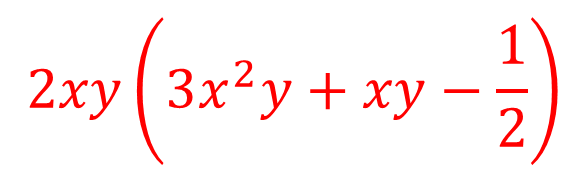 2xy(3x²y + xy − 1/2)